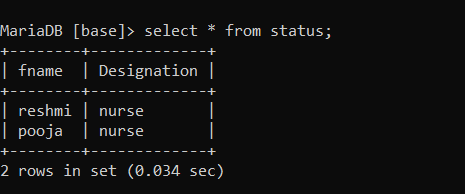 MariaDB [base]> select * from status;
+--------+-------------+
| fname  | Designation |
+--------+-------------+
| reshmi | nurse       |
| pooja  | nurse       |
+--------+-------------+
2 rows in set (0.034 sec)